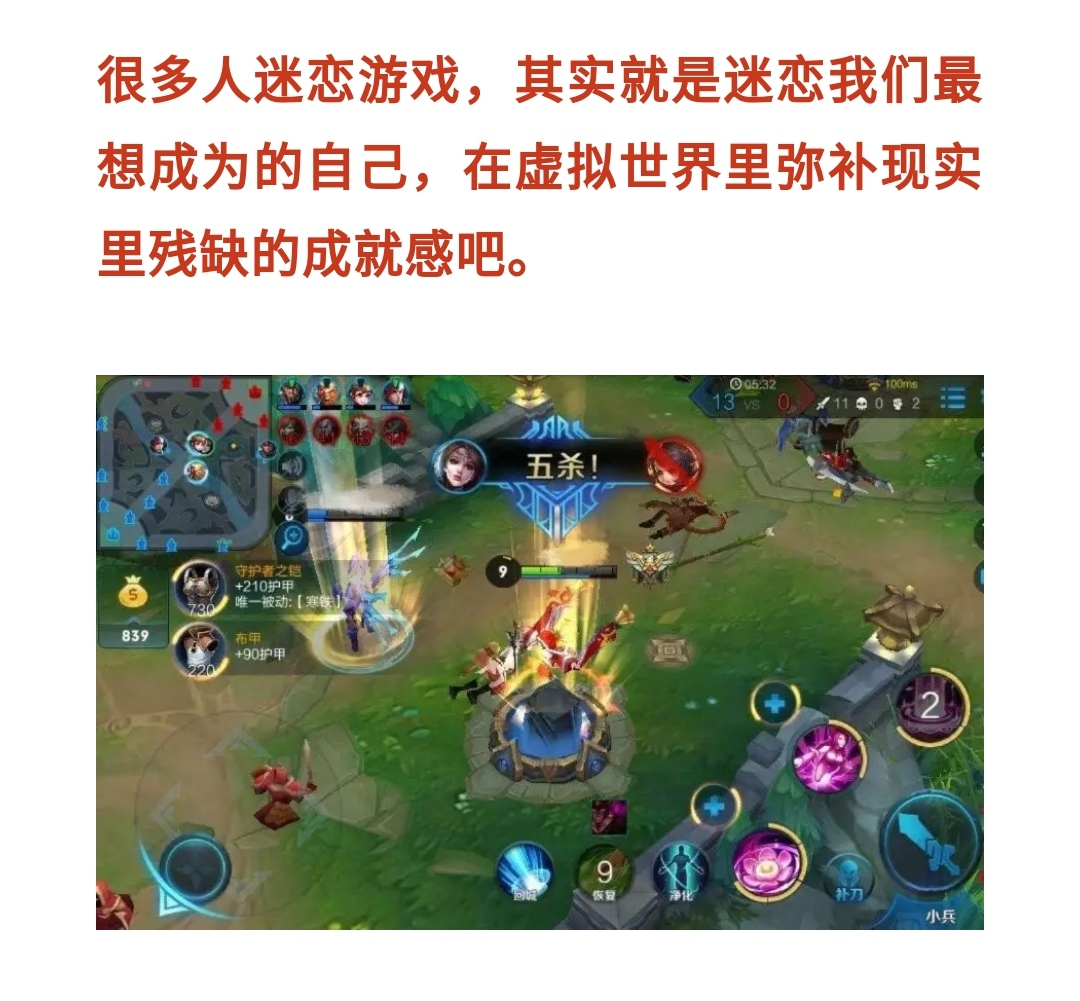 很多人迷恋游戏，其实就是迷恋我们最
想成为的自己，在虚拟世界里弥补现实
里残缺的成就感吧。
05:32
100ms
13 VS 0
11 0 2
五杀！
9
守护者之铠
+210护甲
唯一被动:【寒铁】
730
布甲
+90护甲
220
839
2
回城
9
恢复
净化
补刀
小兵